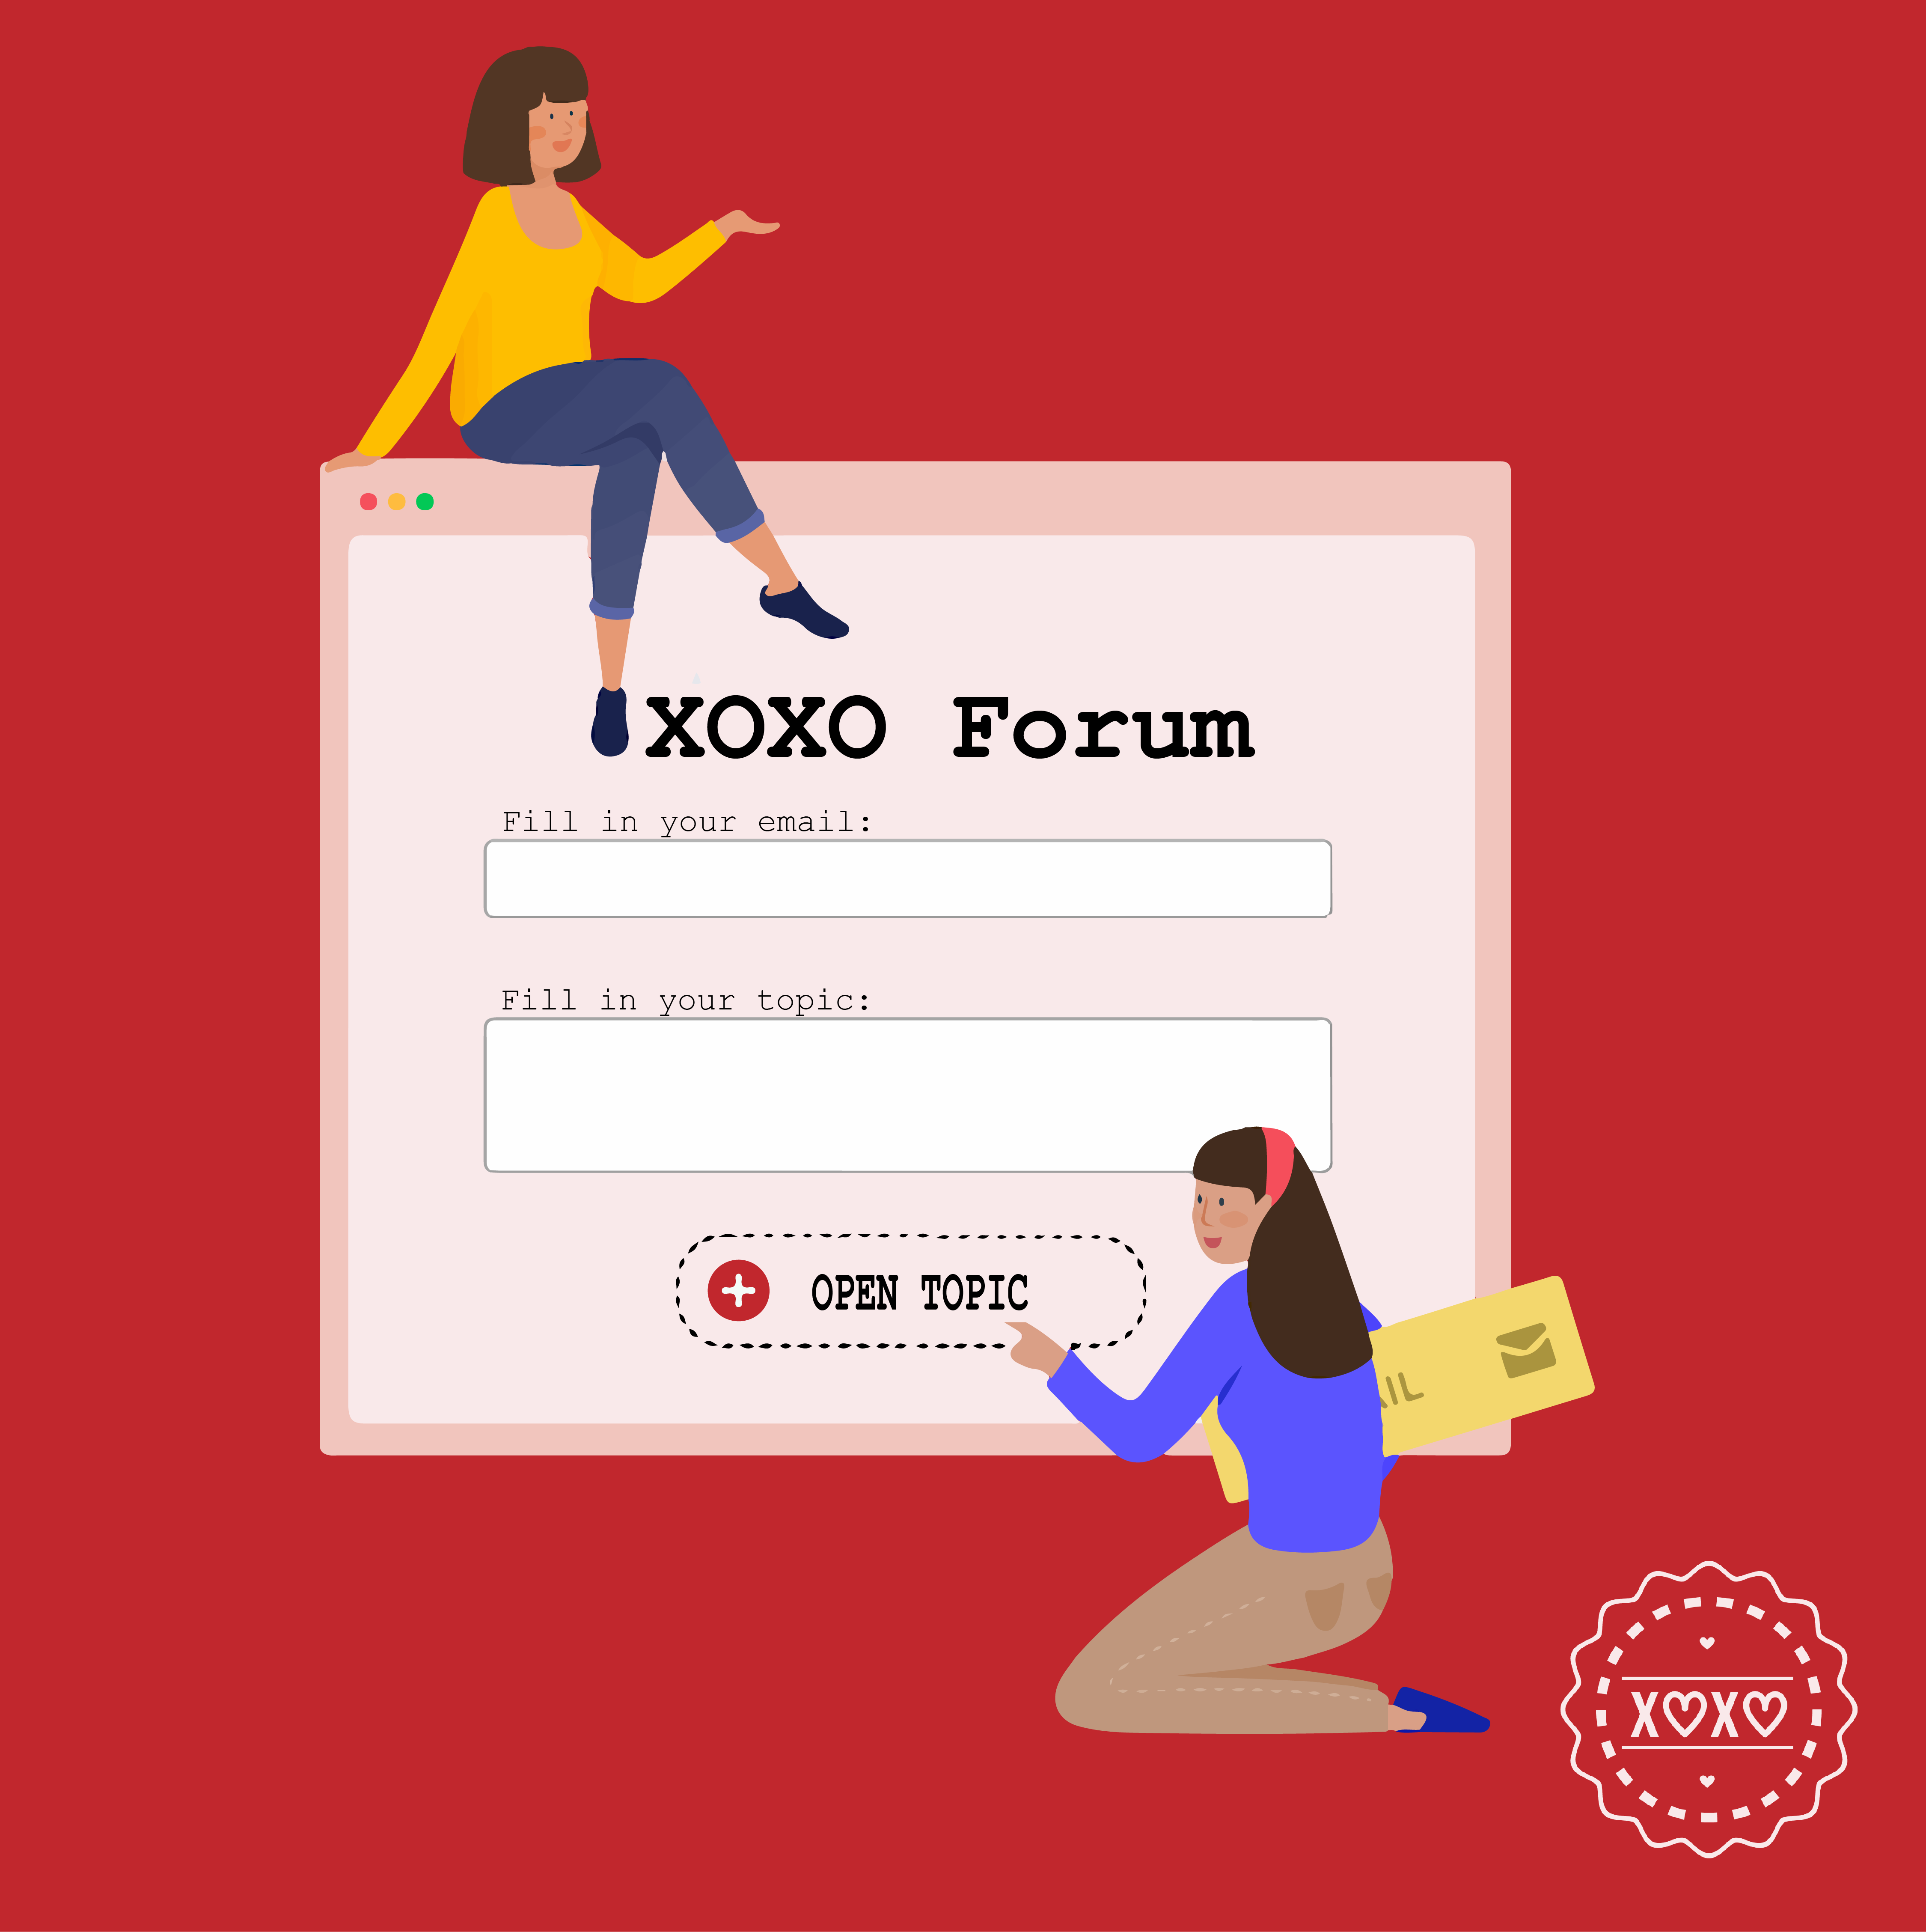 XOXO Forum
Fill in your email:
Fill in your topic:
OPEN TOPIC
XOXO